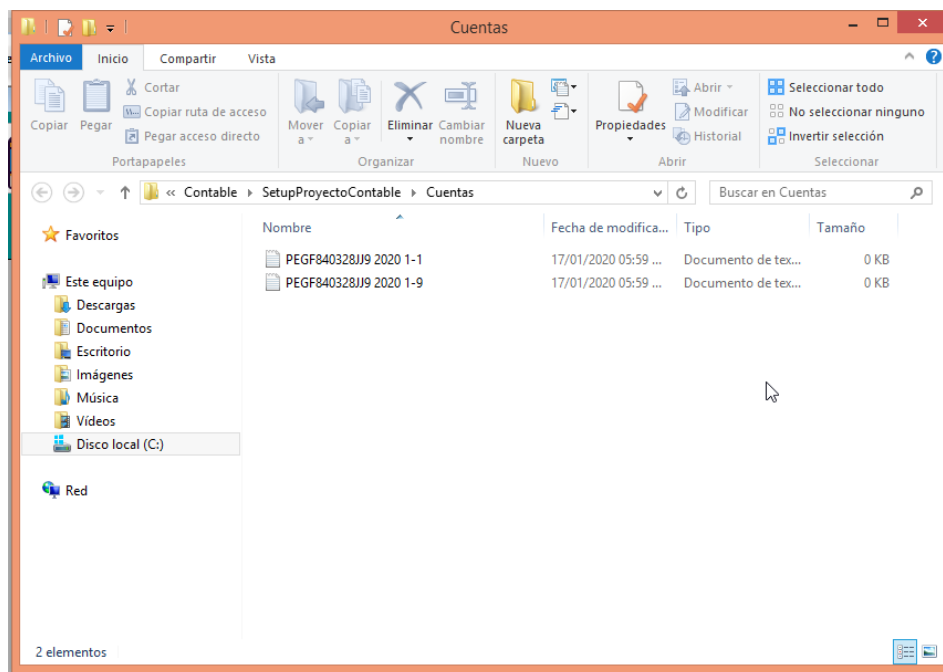 Cuentas
Archivo Inicio Compartir Vista
Copiar Pegar Cortar Copiar ruta de acceso Pegar acceso directo
Portapapeles
Mover a Copiar a Eliminar Cambiar nombre
Organizar
Nueva carpeta
Nuevo
Propiedades Abrir Modificar Historial
Abrir
Seleccionar todo
No seleccionar ninguno
Invertir selección
Seleccionar
« Contable SetupProyectoContable Cuentas
Buscar en Cuentas
Favoritos
Este equipo
Descargas
Documentos
Escritorio
Imágenes
Música
Vídeos
Disco local (C:)
Red
Nombre Fecha de modifica... Tipo Tamaño
PEGF840328JJ9 2020 1-1 17/01/2020 05:59 ... Documento de tex... 0 KB
PEGF840328JJ9 2020 1-9 17/01/2020 05:59 ... Documento de tex... 0 KB
2 elementos